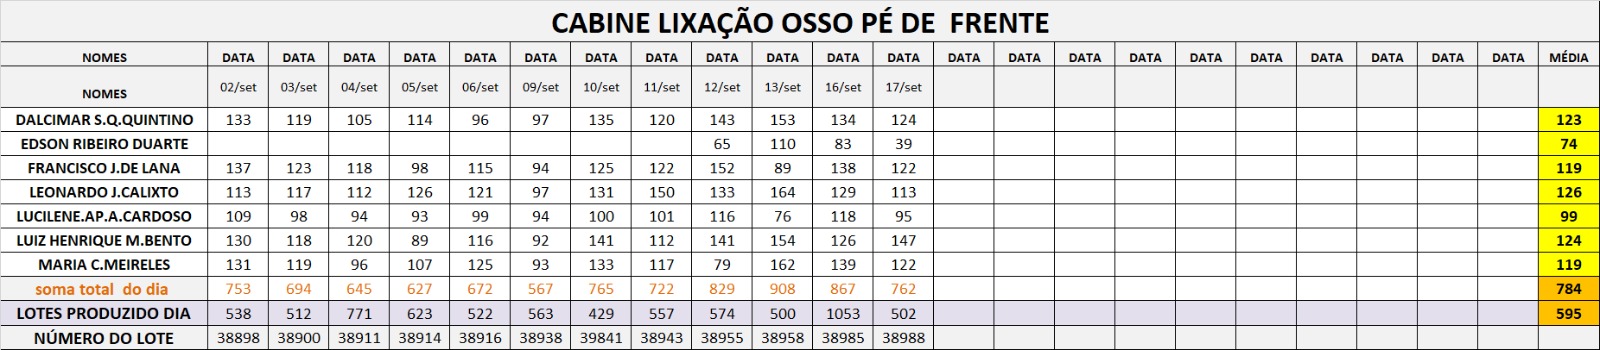 CABINE LIXAÇÃO OSSO PÉ DE FRENTE
NOMES DATA DATA DATA DATA DATA DATA DATA DATA DATA DATA DATA DATA DATA DATA DATA DATA DATA DATA DATA DATA DATA DATA MÉDIA
NOMES 02/set 03/set 04/set 05/set 06/set 09/set 10/set 11/set 12/set 13/set 16/set 17/set
DALCIMAR S.Q.QUINTINO 133 119 105 114 96 97 135 120 143 153 134 124 123
EDSON RIBEIRO DUARTE 65 110 83 39 74
FRANCISCO J.DE LANA 137 123 118 98 115 94 125 122 152 89 138 122 119
LEONARDO J.CALIXTO 113 117 112 126 121 97 131 150 133 164 129 113 126
LUCILENE.AP.A.CARDOSO 109 98 94 93 99 94 100 101 116 76 118 95 99
LUIZ HENRIQUE M.BENTO 130 118 120 89 116 92 141 112 141 154 126 147 124
MARIA C.MEIRELES 131 119 96 107 125 93 133 117 79 162 139 122 119
soma total do dia 753 694 645 627 672 567 765 722 829 908 867 762 784
LOTES PRODUZIDO DIA 538 512 771 623 522 563 429 557 574 500 1053 502 595
NÚMERO DO LOTE 38898 38900 38911 38914 38916 38938 39841 38943 38955 38958 38985 38988